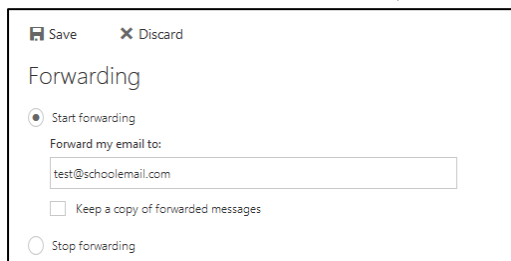 Save Discard
Forwarding
Start forwarding
Forward my email to:
test@schoolemail.com
Keep a copy of forwarded messages
Stop forwarding